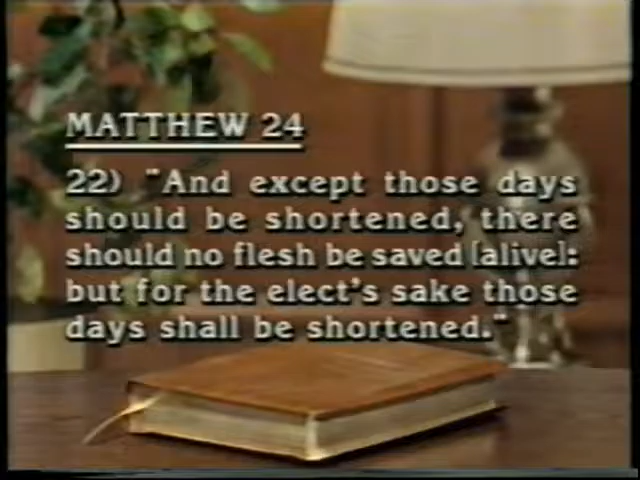 MATTHEW 24
22) "And except those days
should be shortened, there
should no flesh be saved [alive]:
but for the elect's sake those
days shall be shortened."